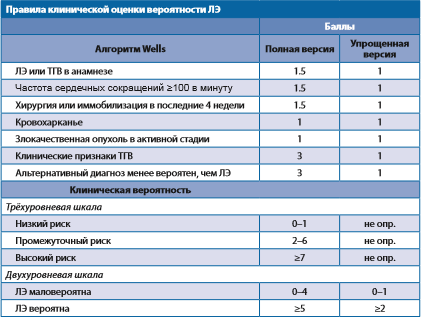 Правила клинической оценки вероятности ЛЭ
Баллы
Алгоритм Wells Полная версия Упрощенная версия
ЛЭ или ТГВ в анамнезе 1.5 1
Частота сердечных сокращений ≥100 в минуту 1.5 1
Хирургия или иммобилизация в последние 4 недели 1.5 1
Кровохарканье 1 1
Злокачественная опухоль в активной стадии 1 1
Клинические признаки ТГВ 3 1
Альтернативный диагноз менее вероятен, чем ЛЭ 3 1
Клиническая вероятность
Трёхуровневая шкала
Низкий риск 0–1 не опр.
Промежуточный риск 2–6 не опр.
Высокий риск ≥7 не опр.
Двухуровневая шкала
ЛЭ маловероятна 0–4 0–1
ЛЭ вероятна ≥5 ≥2